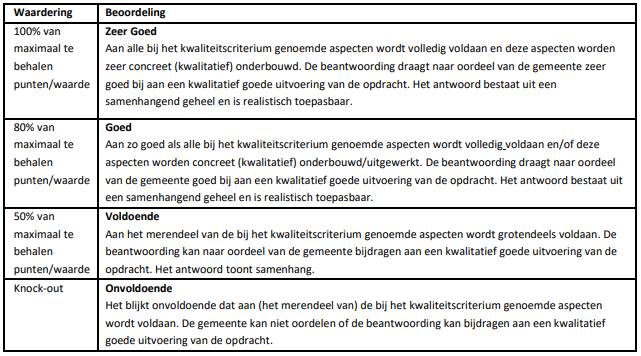 Waardering Beoordeling
100% van
maximaal te
behalen
punten/waarde
Zeer Goed
Aan alle bij het kwaliteitscriterium genoemde aspecten wordt volledig voldaan en deze aspecten worden
zeer concreet (kwalitatief) onderbouwd. De beantwoording draagt naar oordeel van de gemeente zeer
goed bij aan een kwalitatief goede uitvoering van de opdracht. Het antwoord bestaat uit een
samenhangend geheel en is realistisch toepasbaar.
80% van
maximaal te
behalen
punten/waarde
Goed
Aan zo goed als alle bij het kwaliteitscriterium genoemde aspecten wordt volledig voldaan en/of deze
aspecten worden concreet (kwalitatief) onderbouwd/uitgewerkt. De beantwoording draagt naar oordeel
van de gemeente goed bij aan een kwalitatief goede uitvoering van de opdracht. Het antwoord bestaat uit
een samenhangend geheel en is realistisch toepasbaar.
50% van
maximaal te
behalen
punten/waarde
Voldoende
Aan het merendeel van de bij het kwaliteitscriterium genoemde aspecten wordt grotendeels voldaan. De
beantwoording kan naar oordeel van de gemeente bijdragen aan een kwalitatief goede uitvoering van de
opdracht. Het antwoord toont samenhang.
Knock-out
Onvoldoende
Het blijkt onvoldoende dat aan (het merendeel van) de bij het kwaliteitscriterium genoemde aspecten
wordt voldaan. De gemeente kan niet oordelen of de beantwoording kan bijdragen aan een kwalitatief
goede uitvoering van de opdracht.